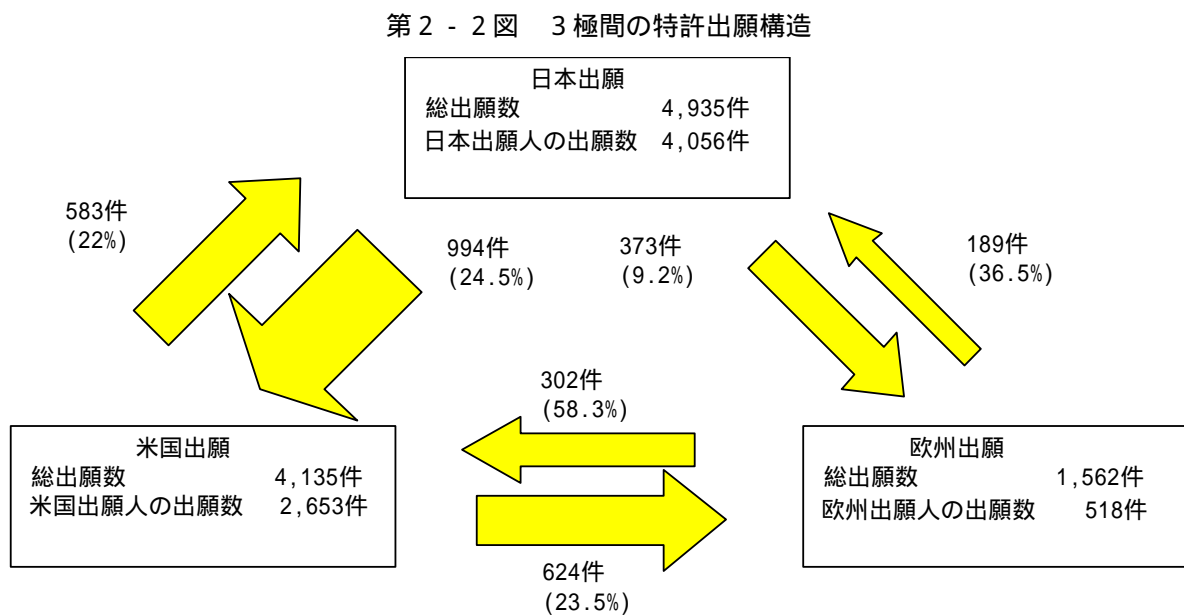 第2-2図 3極間の特許出願構造
日本出願
総出願数 4,935件
日本出願人の出願数 4,056件
583件
(22%)
994件
(24.5%)
373件
(9.2%)
189件
(36.5%)
302件
(58.3%)
米国出願
総出願数 4,135件
米国出願人の出願数 2,653件
欧州出願
総出願数 1,562件
欧州出願人の出願数 518件
624件
(23.5%)